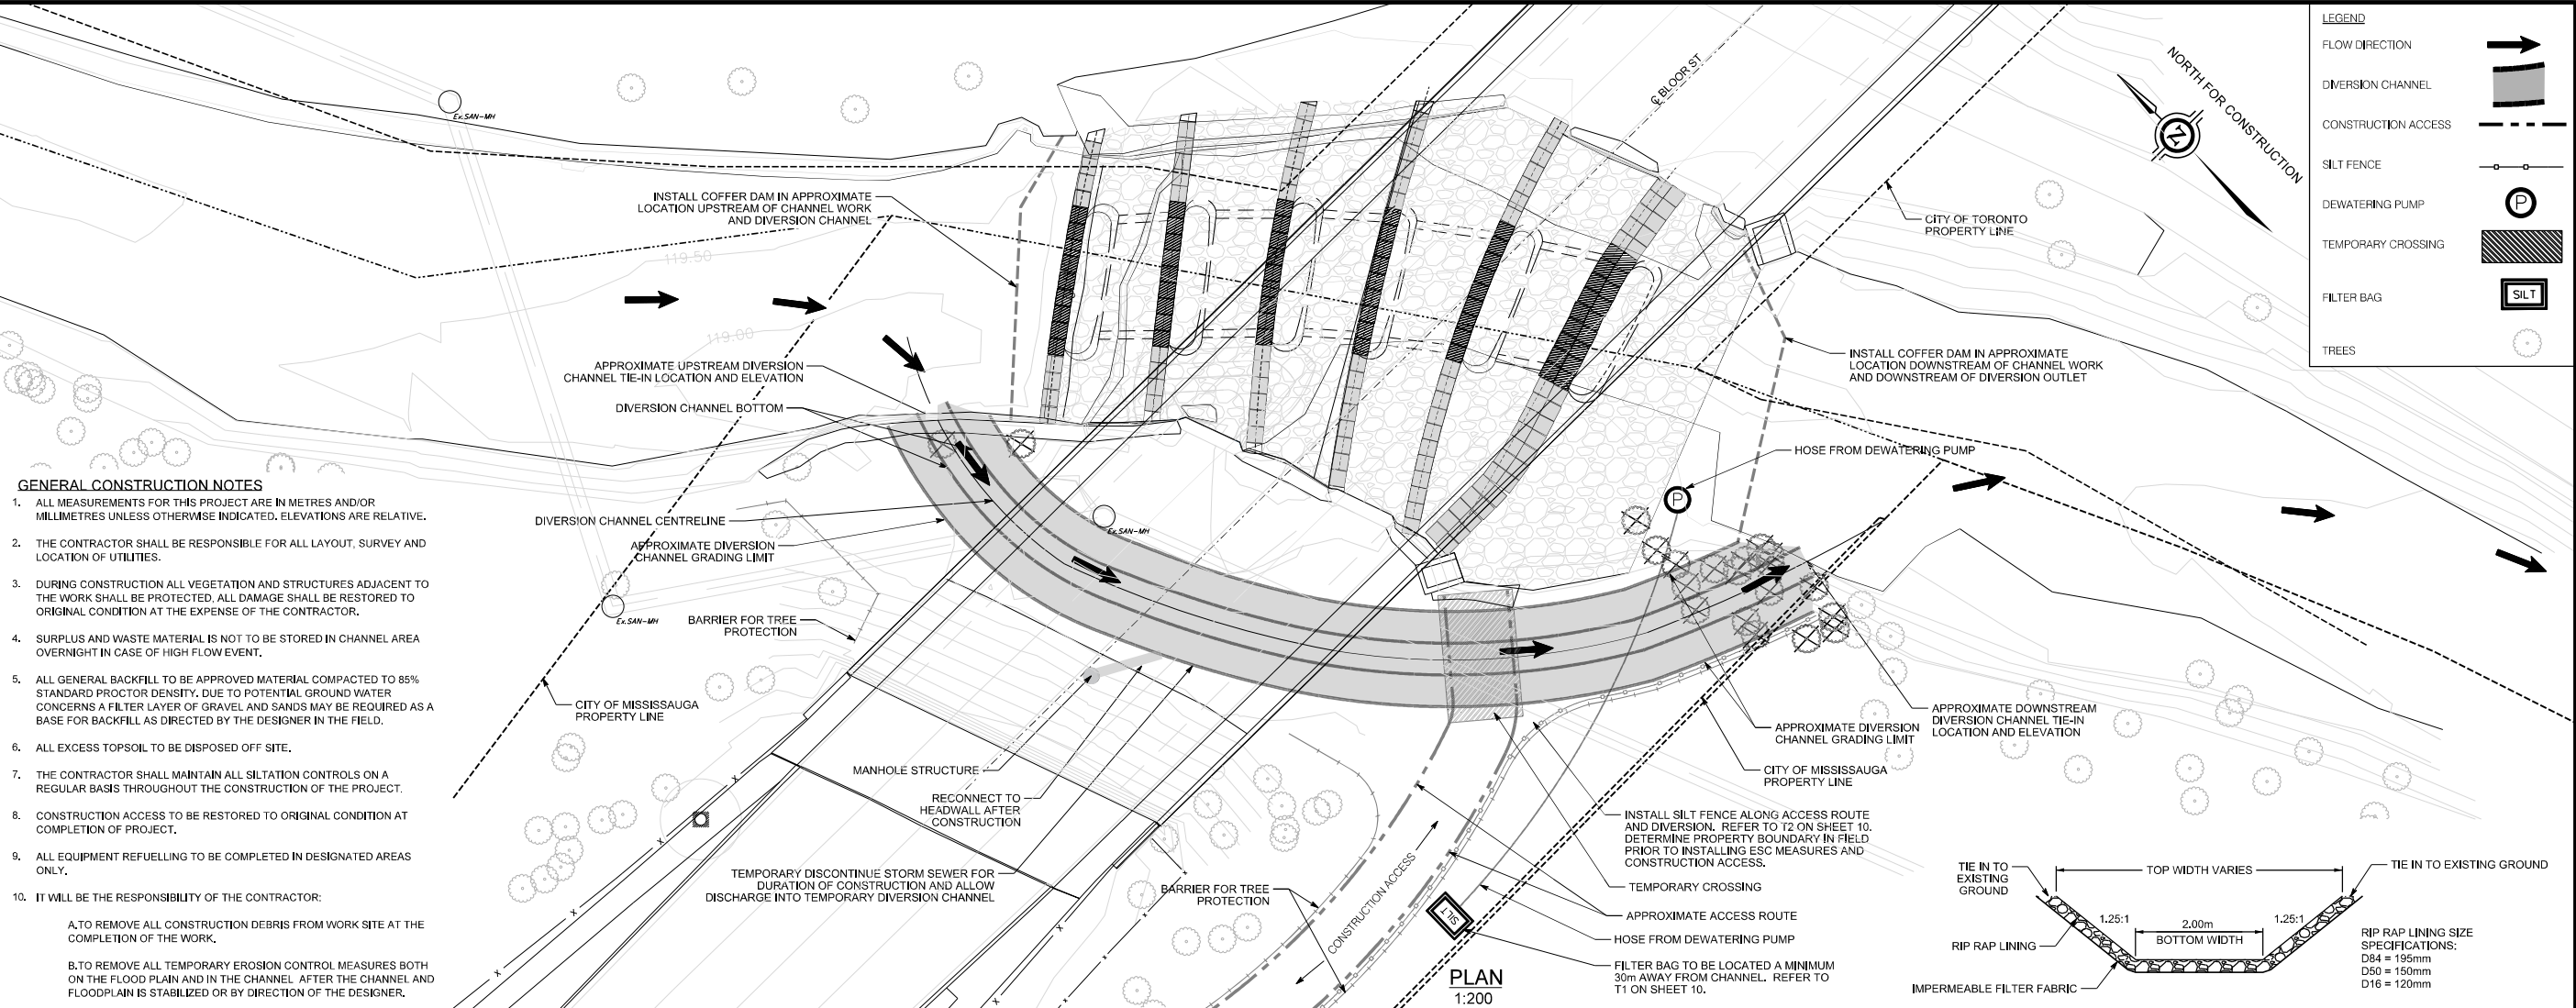 LEGEND
FLOW DIRECTION
DIVERSION CHANNEL
CONSTRUCTION ACCESS
SILT FENCE
DEWATERING PUMP
P
TEMPORARY CROSSING
FILTER BAG
SILT
TREES
NORTH FOR CONSTRUCTION
N
℄ BLOOR ST
Ex.SAN-MH
INSTALL COFFER DAM IN APPROXIMATE
LOCATION UPSTREAM OF CHANNEL WORK
AND DIVERSION CHANNEL
119.50
119.00
CITY OF TORONTO
PROPERTY LINE
INSTALL COFFER DAM IN APPROXIMATE
LOCATION DOWNSTREAM OF CHANNEL WORK
AND DOWNSTREAM OF DIVERSION OUTLET
APPROXIMATE UPSTREAM DIVERSION
CHANNEL TIE-IN LOCATION AND ELEVATION
DIVERSION CHANNEL BOTTOM
HOSE FROM DEWATERING PUMP
P
DIVERSION CHANNEL CENTRELINE
Ex.SAN-MH
APPROXIMATE DIVERSION
CHANNEL GRADING LIMIT
Ex.SAN-MH
BARRIER FOR TREE
PROTECTION
CITY OF MISSISSAUGA
PROPERTY LINE
MANHOLE STRUCTURE
RECONNECT TO
HEADWALL AFTER
CONSTRUCTION
TEMPORARY DISCONTINUE STORM SEWER FOR
DURATION OF CONSTRUCTION AND ALLOW
DISCHARGE INTO TEMPORARY DIVERSION CHANNEL
BARRIER FOR TREE
PROTECTION
CONSTRUCTION ACCESS
SILT
APPROXIMATE DOWNSTREAM
DIVERSION CHANNEL TIE-IN
LOCATION AND ELEVATION
APPROXIMATE DIVERSION
CHANNEL GRADING LIMIT
CITY OF MISSISSAUGA
PROPERTY LINE
INSTALL SILT FENCE ALONG ACCESS ROUTE
AND DIVERSION. REFER TO T2 ON SHEET 10.
DETERMINE PROPERTY BOUNDARY IN FIELD
PRIOR TO INSTALLING ESC MEASURES AND
CONSTRUCTION ACCESS.
TEMPORARY CROSSING
APPROXIMATE ACCESS ROUTE
HOSE FROM DEWATERING PUMP
FILTER BAG TO BE LOCATED A MINIMUM
30m AWAY FROM CHANNEL. REFER TO
T1 ON SHEET 10.
PLAN
1:200
GENERAL CONSTRUCTION NOTES
1. ALL MEASUREMENTS FOR THIS PROJECT ARE IN METRES AND/OR
MILLIMETRES UNLESS OTHERWISE INDICATED. ELEVATIONS ARE RELATIVE.
2. THE CONTRACTOR SHALL BE RESPONSIBLE FOR ALL LAYOUT, SURVEY AND
LOCATION OF UTILITIES.
3. DURING CONSTRUCTION ALL VEGETATION AND STRUCTURES ADJACENT TO
THE WORK SHALL BE PROTECTED, ALL DAMAGE SHALL BE RESTORED TO
ORIGINAL CONDITION AT THE EXPENSE OF THE CONTRACTOR.
4. SURPLUS AND WASTE MATERIAL IS NOT TO BE STORED IN CHANNEL AREA
OVERNIGHT IN CASE OF HIGH FLOW EVENT.
5. ALL GENERAL BACKFILL TO BE APPROVED MATERIAL COMPACTED TO 85%
STANDARD PROCTOR DENSITY. DUE TO POTENTIAL GROUND WATER
CONCERNS A FILTER LAYER OF GRAVEL AND SANDS MAY BE REQUIRED AS A
BASE FOR BACKFILL AS DIRECTED BY THE DESIGNER IN THE FIELD.
6. ALL EXCESS TOPSOIL TO BE DISPOSED OFF SITE.
7. THE CONTRACTOR SHALL MAINTAIN ALL SILTATION CONTROLS ON A
REGULAR BASIS THROUGHOUT THE CONSTRUCTION OF THE PROJECT.
8. CONSTRUCTION ACCESS TO BE RESTORED TO ORIGINAL CONDITION AT
COMPLETION OF PROJECT.
9. ALL EQUIPMENT REFUELLING TO BE COMPLETED IN DESIGNATED AREAS
ONLY.
10. IT WILL BE THE RESPONSIBILITY OF THE CONTRACTOR:
A.TO REMOVE ALL CONSTRUCTION DEBRIS FROM WORK SITE AT THE
COMPLETION OF THE WORK.
B.TO REMOVE ALL TEMPORARY EROSION CONTROL MEASURES BOTH
ON THE FLOOD PLAIN AND IN THE CHANNEL AFTER THE CHANNEL AND
FLOODPLAIN IS STABILIZED OR BY DIRECTION OF THE DESIGNER.
TIE IN TO
EXISTING
GROUND
TOP WIDTH VARIES
TIE IN TO EXISTING GROUND
1.25:1
2.00m
1.25:1
BOTTOM WIDTH
RIP RAP LINING
IMPERMEABLE FILTER FABRIC
RIP RAP LINING SIZE
SPECIFICATIONS:
D84 = 195mm
D50 = 150mm
D16 = 120mm